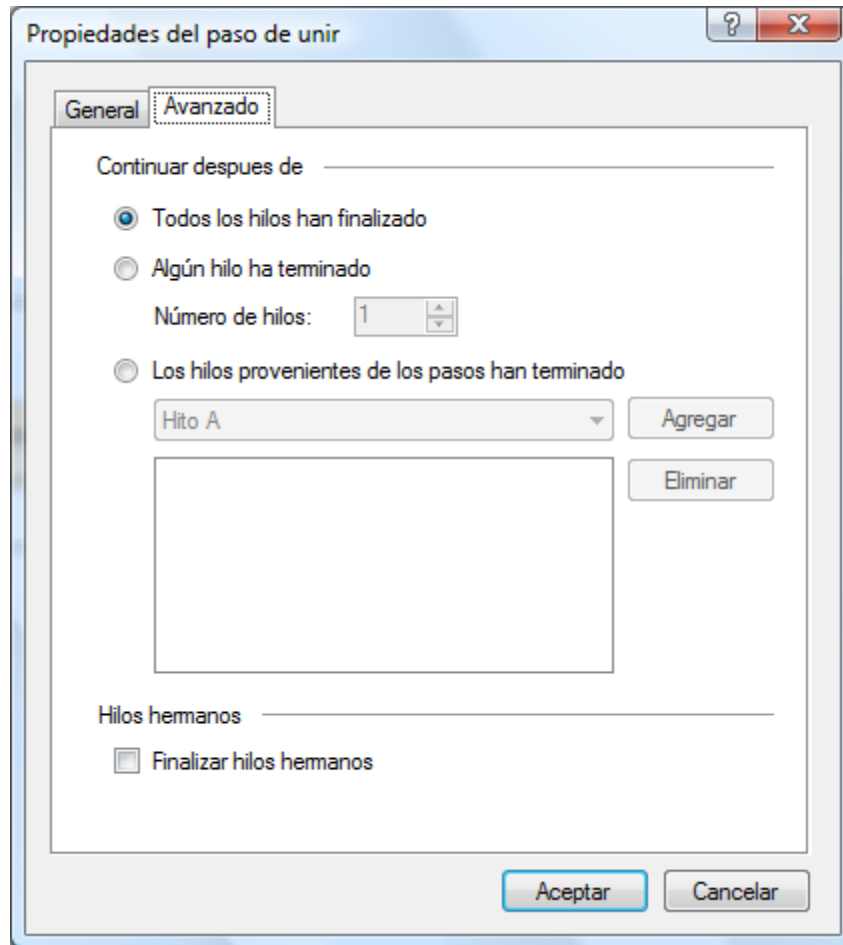 Propiedades del paso de unir
General Avanzado
Continuar despues de
Todos los hilos han finalizado
Algún hilo ha terminado
Número de hilos: 1
Los hilos provenientes de los pasos han terminado
Hito A Agregar
Eliminar
Hilos hermanos
Finalizar hilos hermanos
Aceptar Cancelar